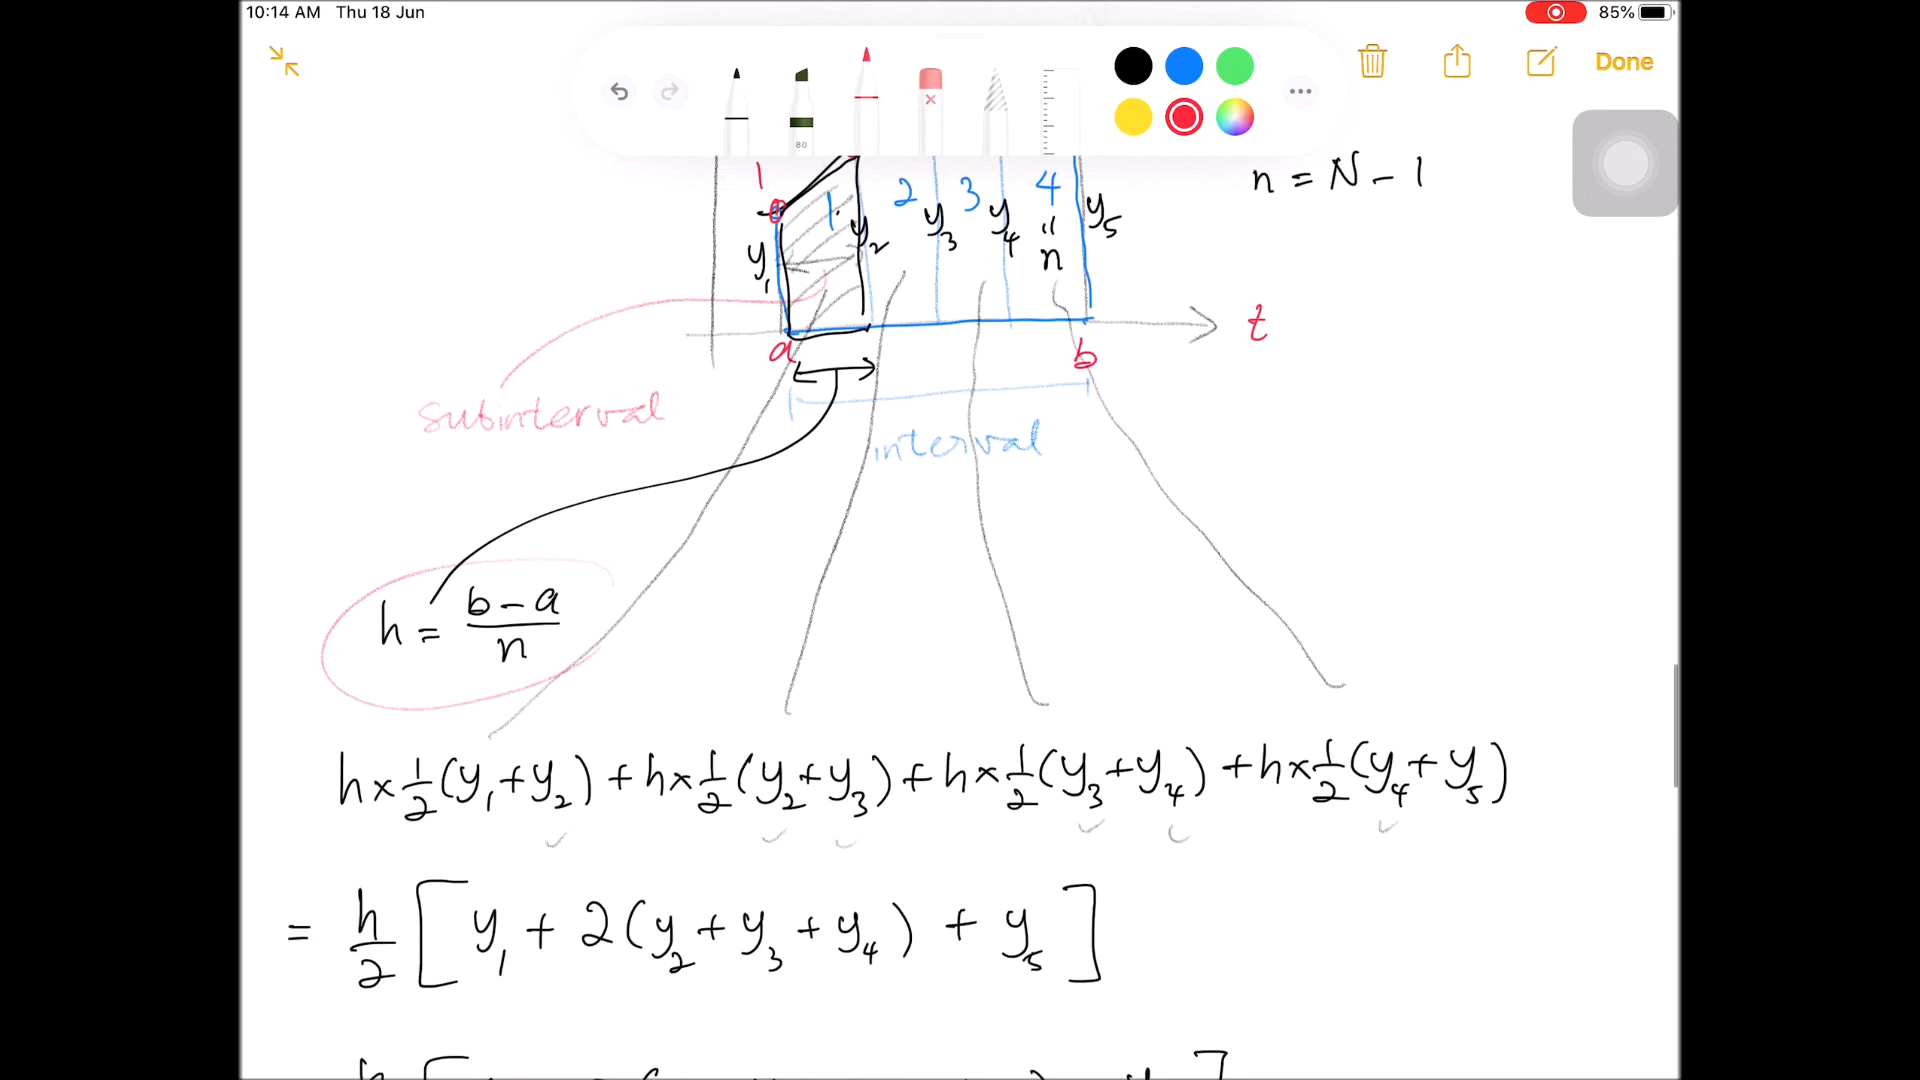 10:14 AM Thu 18 Jun
85%
Done
80
n = N - 1
1
1
2
3
4
y₁
y₂
y₃
y₄
= n
y₅
t
a
b
subinterval
interval
h = (b - a)/n
h × 1/2 (y₁ + y₂) + h × 1/2 (y₂ + y₃) + h × 1/2 (y₃ + y₄) + h × 1/2 (y₄ + y₅)
= h/2 [ y₁ + 2(y₂ + y₃ + y₄) + y₅ ]